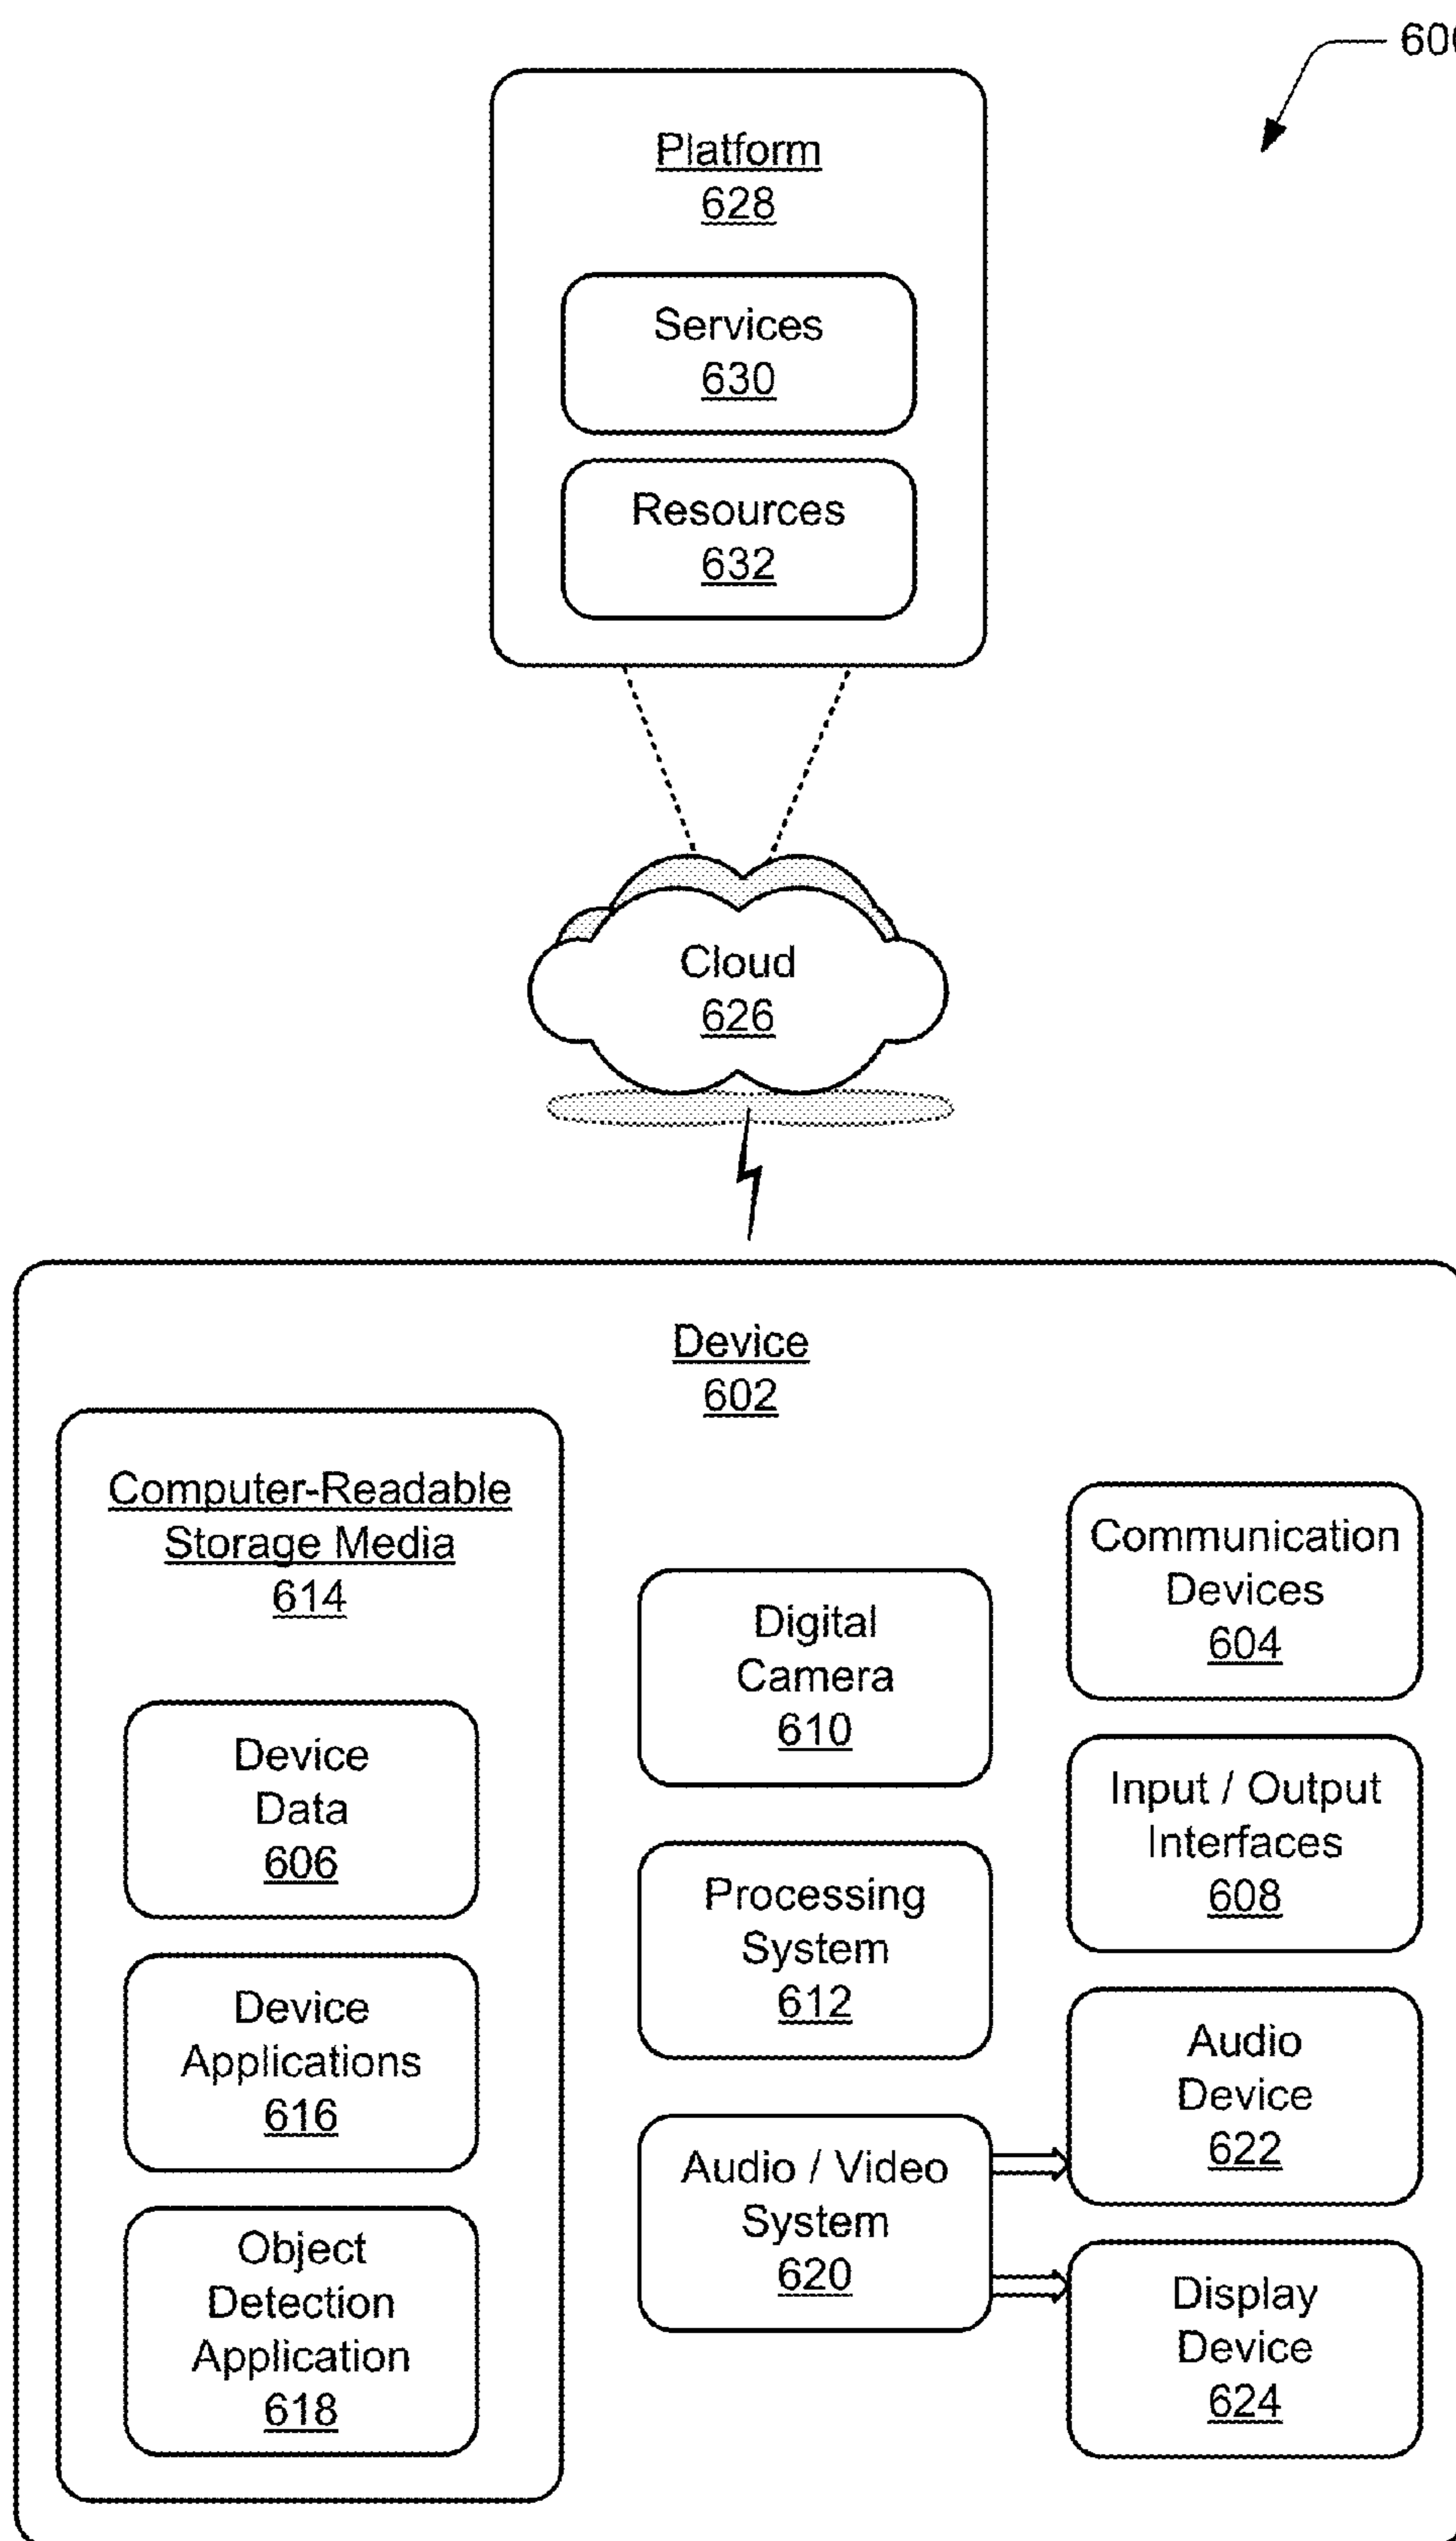 600
Platform
628
Services
630
Resources
632
Cloud
626
Device
602
Computer-Readable
Storage Media
614
Device
Data
606
Device
Applications
616
Object
Detection
Application
618
Digital
Camera
610
Processing
System
612
Audio / Video
System
620
Communication
Devices
604
Input / Output
Interfaces
608
Audio
Device
622
Display
Device
624